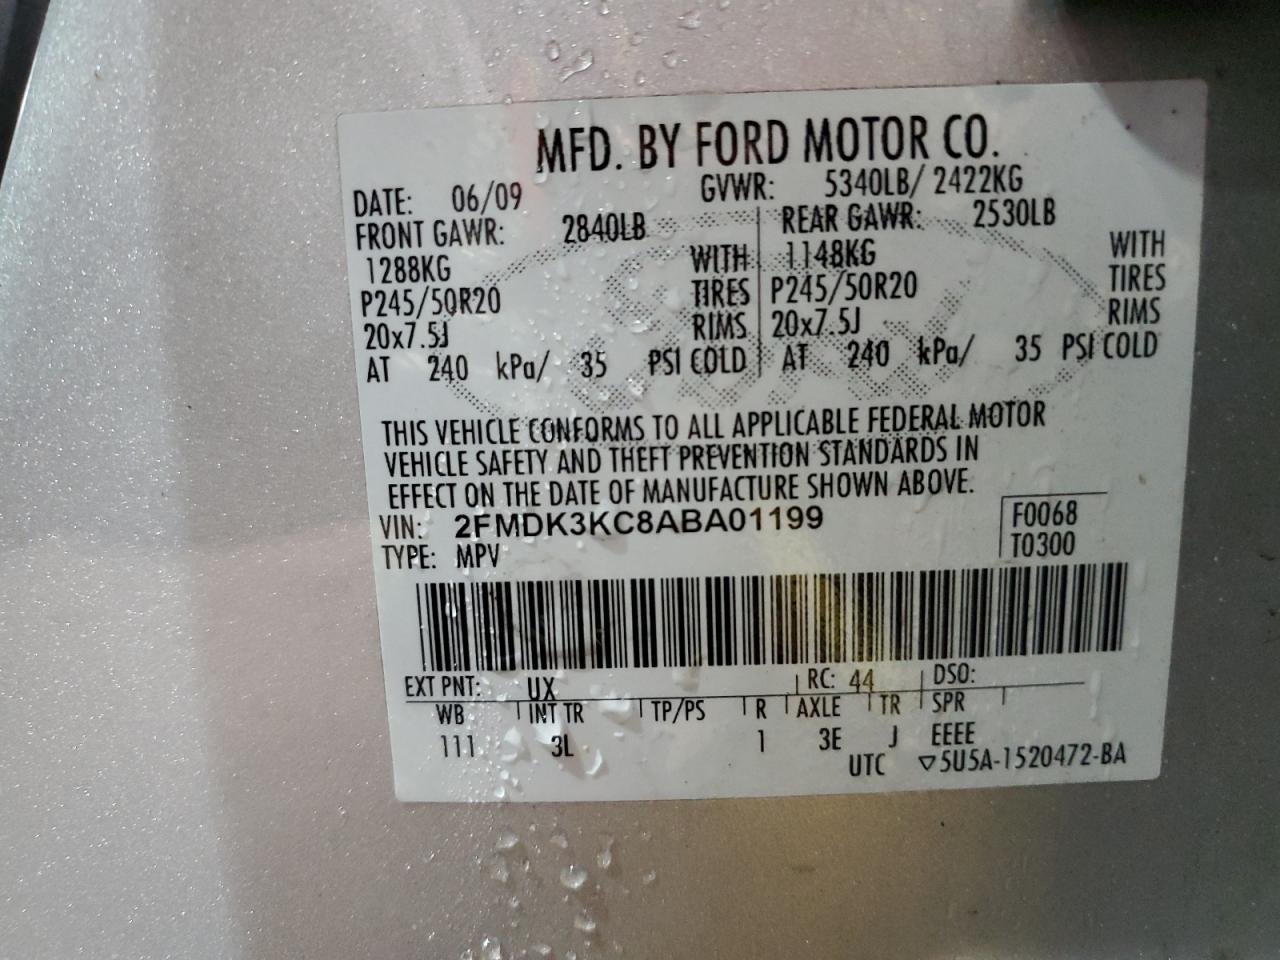 MFD. BY FORD MOTOR CO.
DATE: 06/09 GVWR: 5340LB/ 2422KG
FRONT GAWR: 2840LB REAR GAWR: 2530LB
1288KG WITH 1148KG WITH
P245/50R20 TIRES P245/50R20 TIRES
20x7.5J RIMS 20x7.5J RIMS
AT 240 kPa/ 35 PSI COLD AT 240 kPa/ 35 PSI COLD
THIS VEHICLE CONFORMS TO ALL APPLICABLE FEDERAL MOTOR
VEHICLE SAFETY AND THEFT PREVENTION STANDARDS IN
EFFECT ON THE DATE OF MANUFACTURE SHOWN ABOVE.
VIN: 2FMDK3KC8ABA01199 F0068
TYPE: MPV T0300
EXT PNT: UX RC: 44 DSO:
WB INT TR TP/PS R AXLE TR SPR
111 3L 1 3E J EEEE
UTC ▽5U5A-1520472-BA